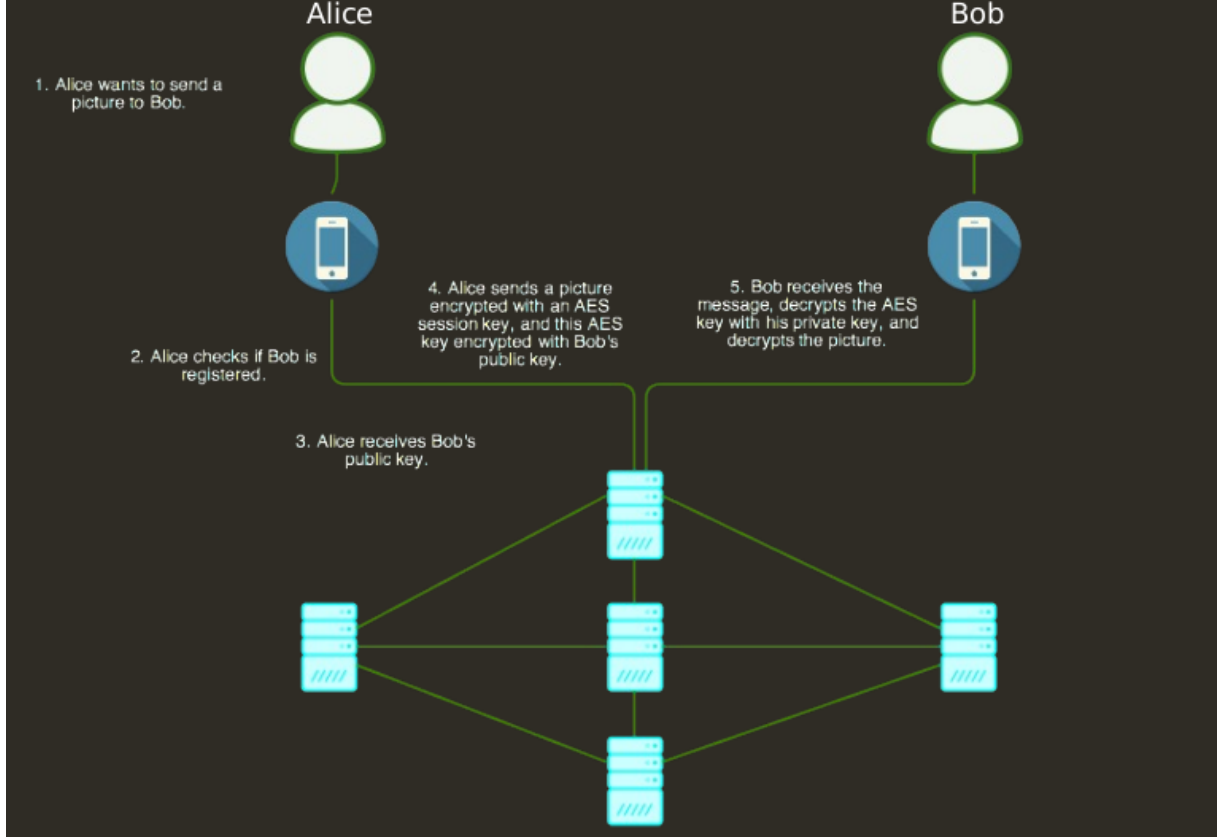 Alice
Bob
1. Alice wants to send a
picture to Bob.
4. Alice sends a picture
encrypted with an AES
session key, and this AES
key encrypted with Bob's
public key.
5. Bob receives the
message, decrypts the AES
key with his private key, and
decrypts the picture.
2. Alice checks if Bob is
registered.
3. Alice receives Bob's
public key.